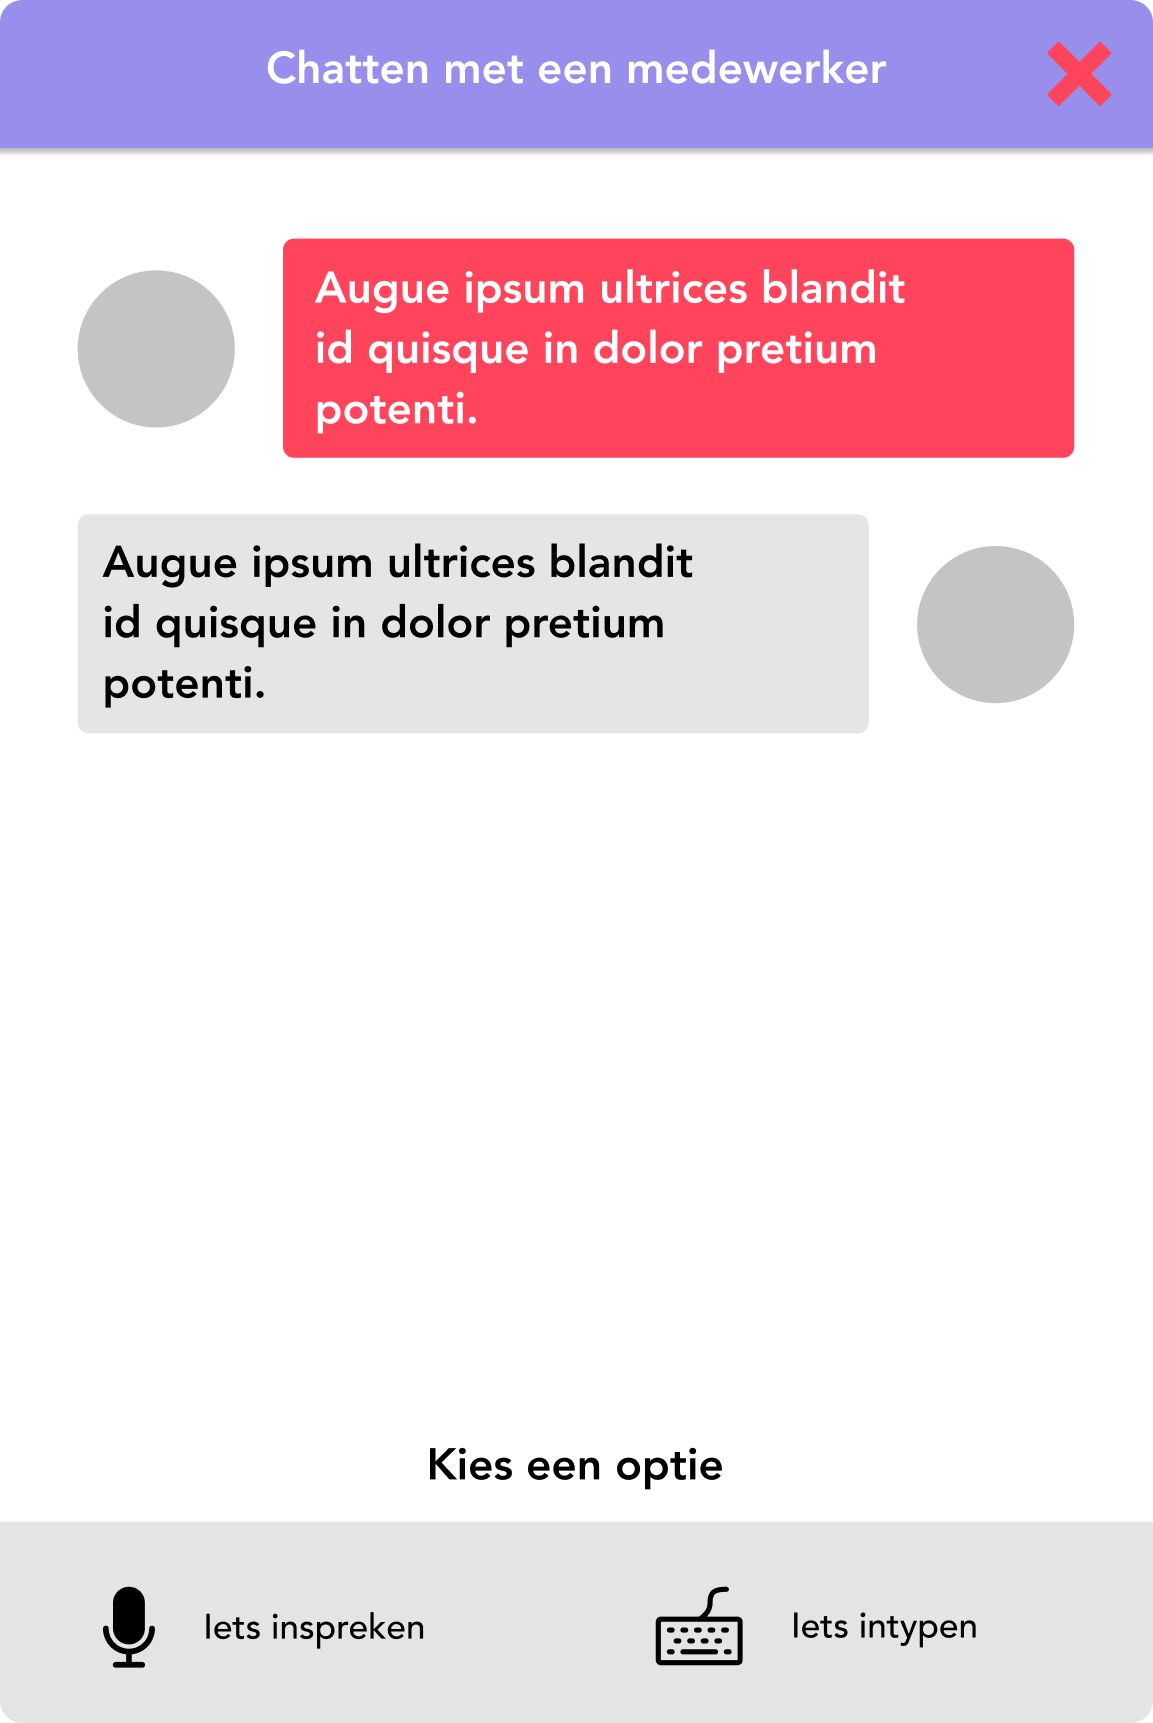 Chatten met een medewerker
Augue ipsum ultrices blandit
id quisque in dolor pretium
potenti.
Augue ipsum ultrices blandit
id quisque in dolor pretium
potenti.
Kies een optie
Iets inspreken
Iets intypen